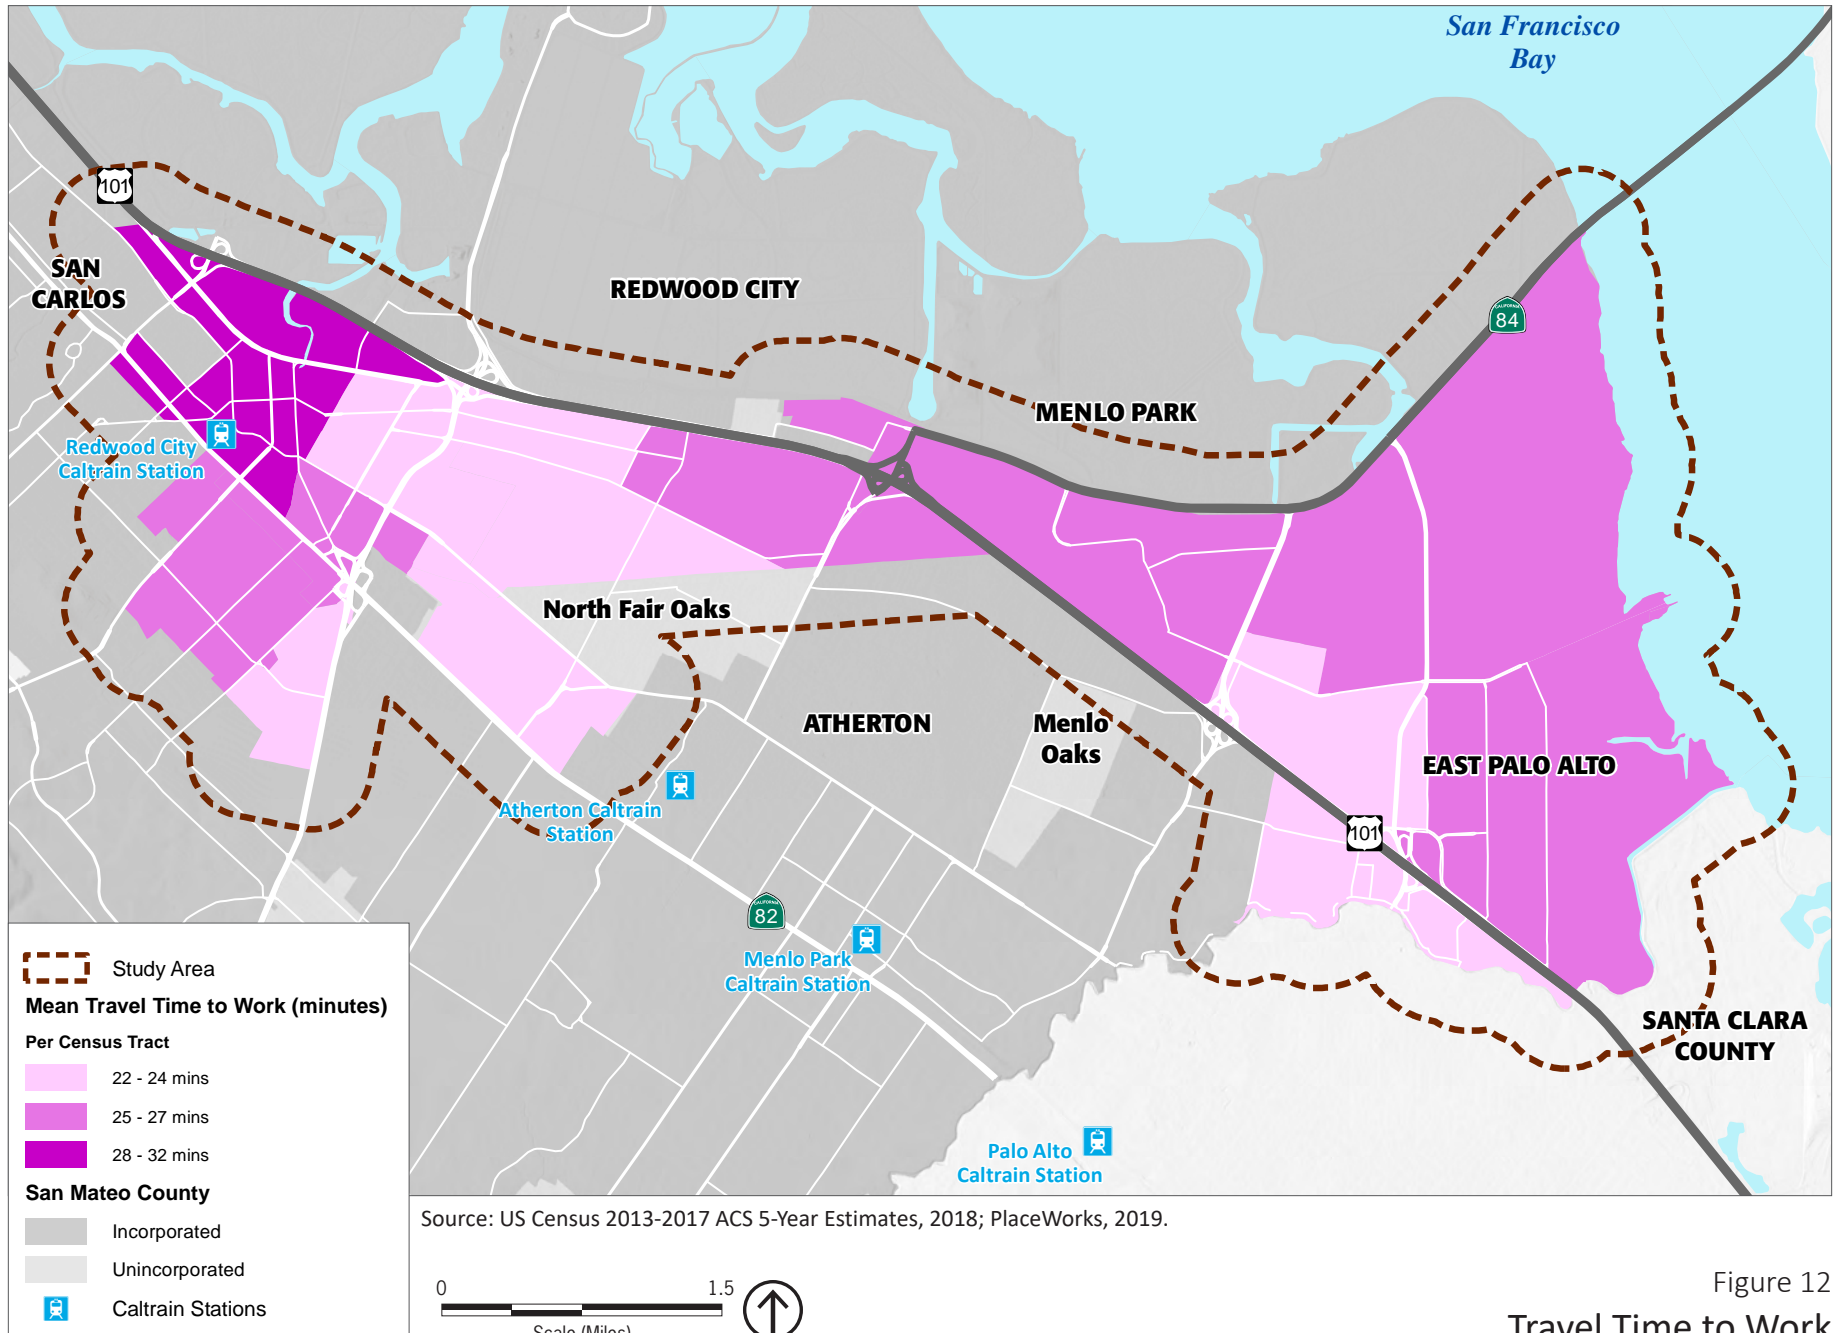 San Francisco
Bay
101
SAN
CARLOS
REDWOOD CITY
CALIFORNIA
84
MENLO PARK
Redwood City
Caltrain Station
North Fair Oaks
ATHERTON
Menlo
Oaks
EAST PALO ALTO
Atherton Caltrain
Station
101
CALIFORNIA
82
Menlo Park
Caltrain Station
SANTA CLARA
COUNTY
Palo Alto
Caltrain Station
Study Area
Mean Travel Time to Work (minutes)
Per Census Tract
22 - 24 mins
25 - 27 mins
28 - 32 mins
San Mateo County
Incorporated
Unincorporated
Caltrain Stations
Source: US Census 2013-2017 ACS 5-Year Estimates, 2018; PlaceWorks, 2019.
0 1.5
Scale (Miles)
Figure 12
Travel Time to Work